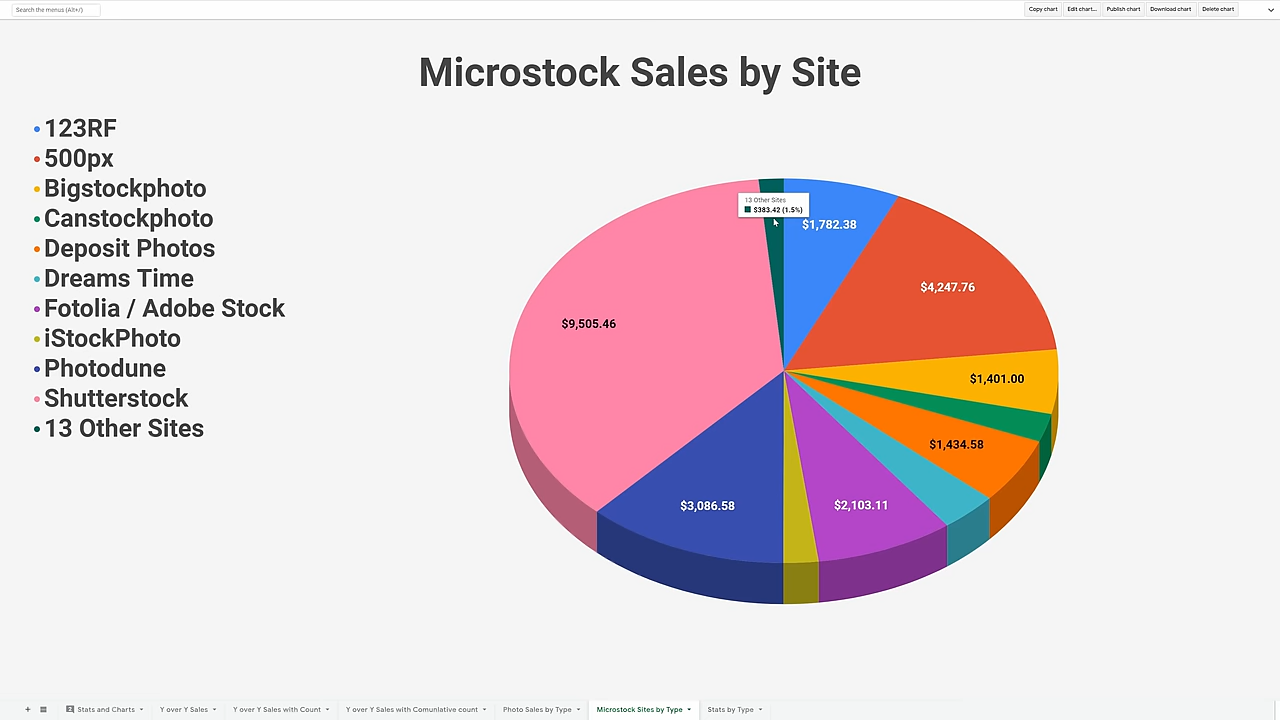 Search the menus (Alt+/)
Copy chart
Edit chart...
Publish chart
Download chart
Delete chart
Microstock Sales by Site
123RF
500px
Bigstockphoto
Canstockphoto
Deposit Photos
Dreams Time
Fotolia / Adobe Stock
iStockPhoto
Photodune
Shutterstock
13 Other Sites
13 Other Sites
$383.42 (1.5%)
$1,782.38
$4,247.76
$9,505.46
$1,401.00
$1,434.58
$3,086.58
$2,103.11
Stats and Charts
Y over Y Sales
Y over Y Sales with Count
Y over Y Sales with Comunlative count
Photo Sales by Type
Microstock Sites by Type
Stats by Type